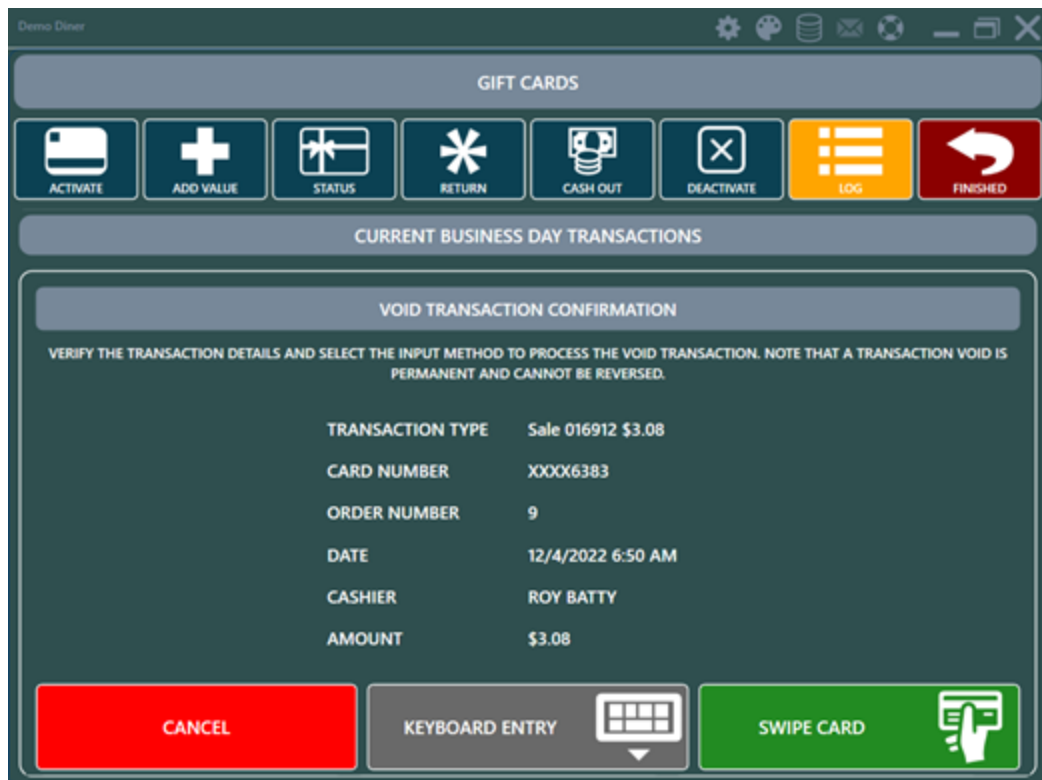 Demo Diner
GIFT CARDS
ACTIVATE
ADD VALUE
STATUS
RETURN
CASH OUT
DEACTIVATE
LOG
FINISHED
CURRENT BUSINESS DAY TRANSACTIONS
VOID TRANSACTION CONFIRMATION
VERIFY THE TRANSACTION DETAILS AND SELECT THE INPUT METHOD TO PROCESS THE VOID TRANSACTION. NOTE THAT A TRANSACTION VOID IS
PERMANENT AND CANNOT BE REVERSED.
TRANSACTION TYPE Sale 016912 $3.08
CARD NUMBER XXXX6383
ORDER NUMBER 9
DATE 12/4/2022 6:50 AM
CASHIER ROY BATTY
AMOUNT $3.08
CANCEL
KEYBOARD ENTRY
SWIPE CARD